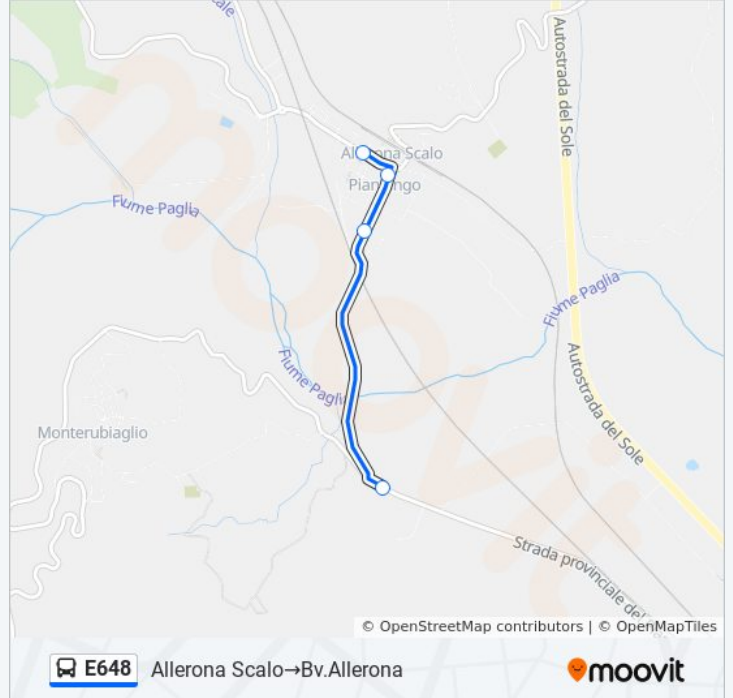 Autostrada del Sole
Allerona Scalo
Fiume Paglia
Fiume Paglia
Fiume Paglia
Autostrada del Sole
Monterubiaglio
Strada provinciale
© OpenStreetMap contributors | © OpenMapTiles
E648 Allerona Scalo→Bv.Allerona
moovit
moovit